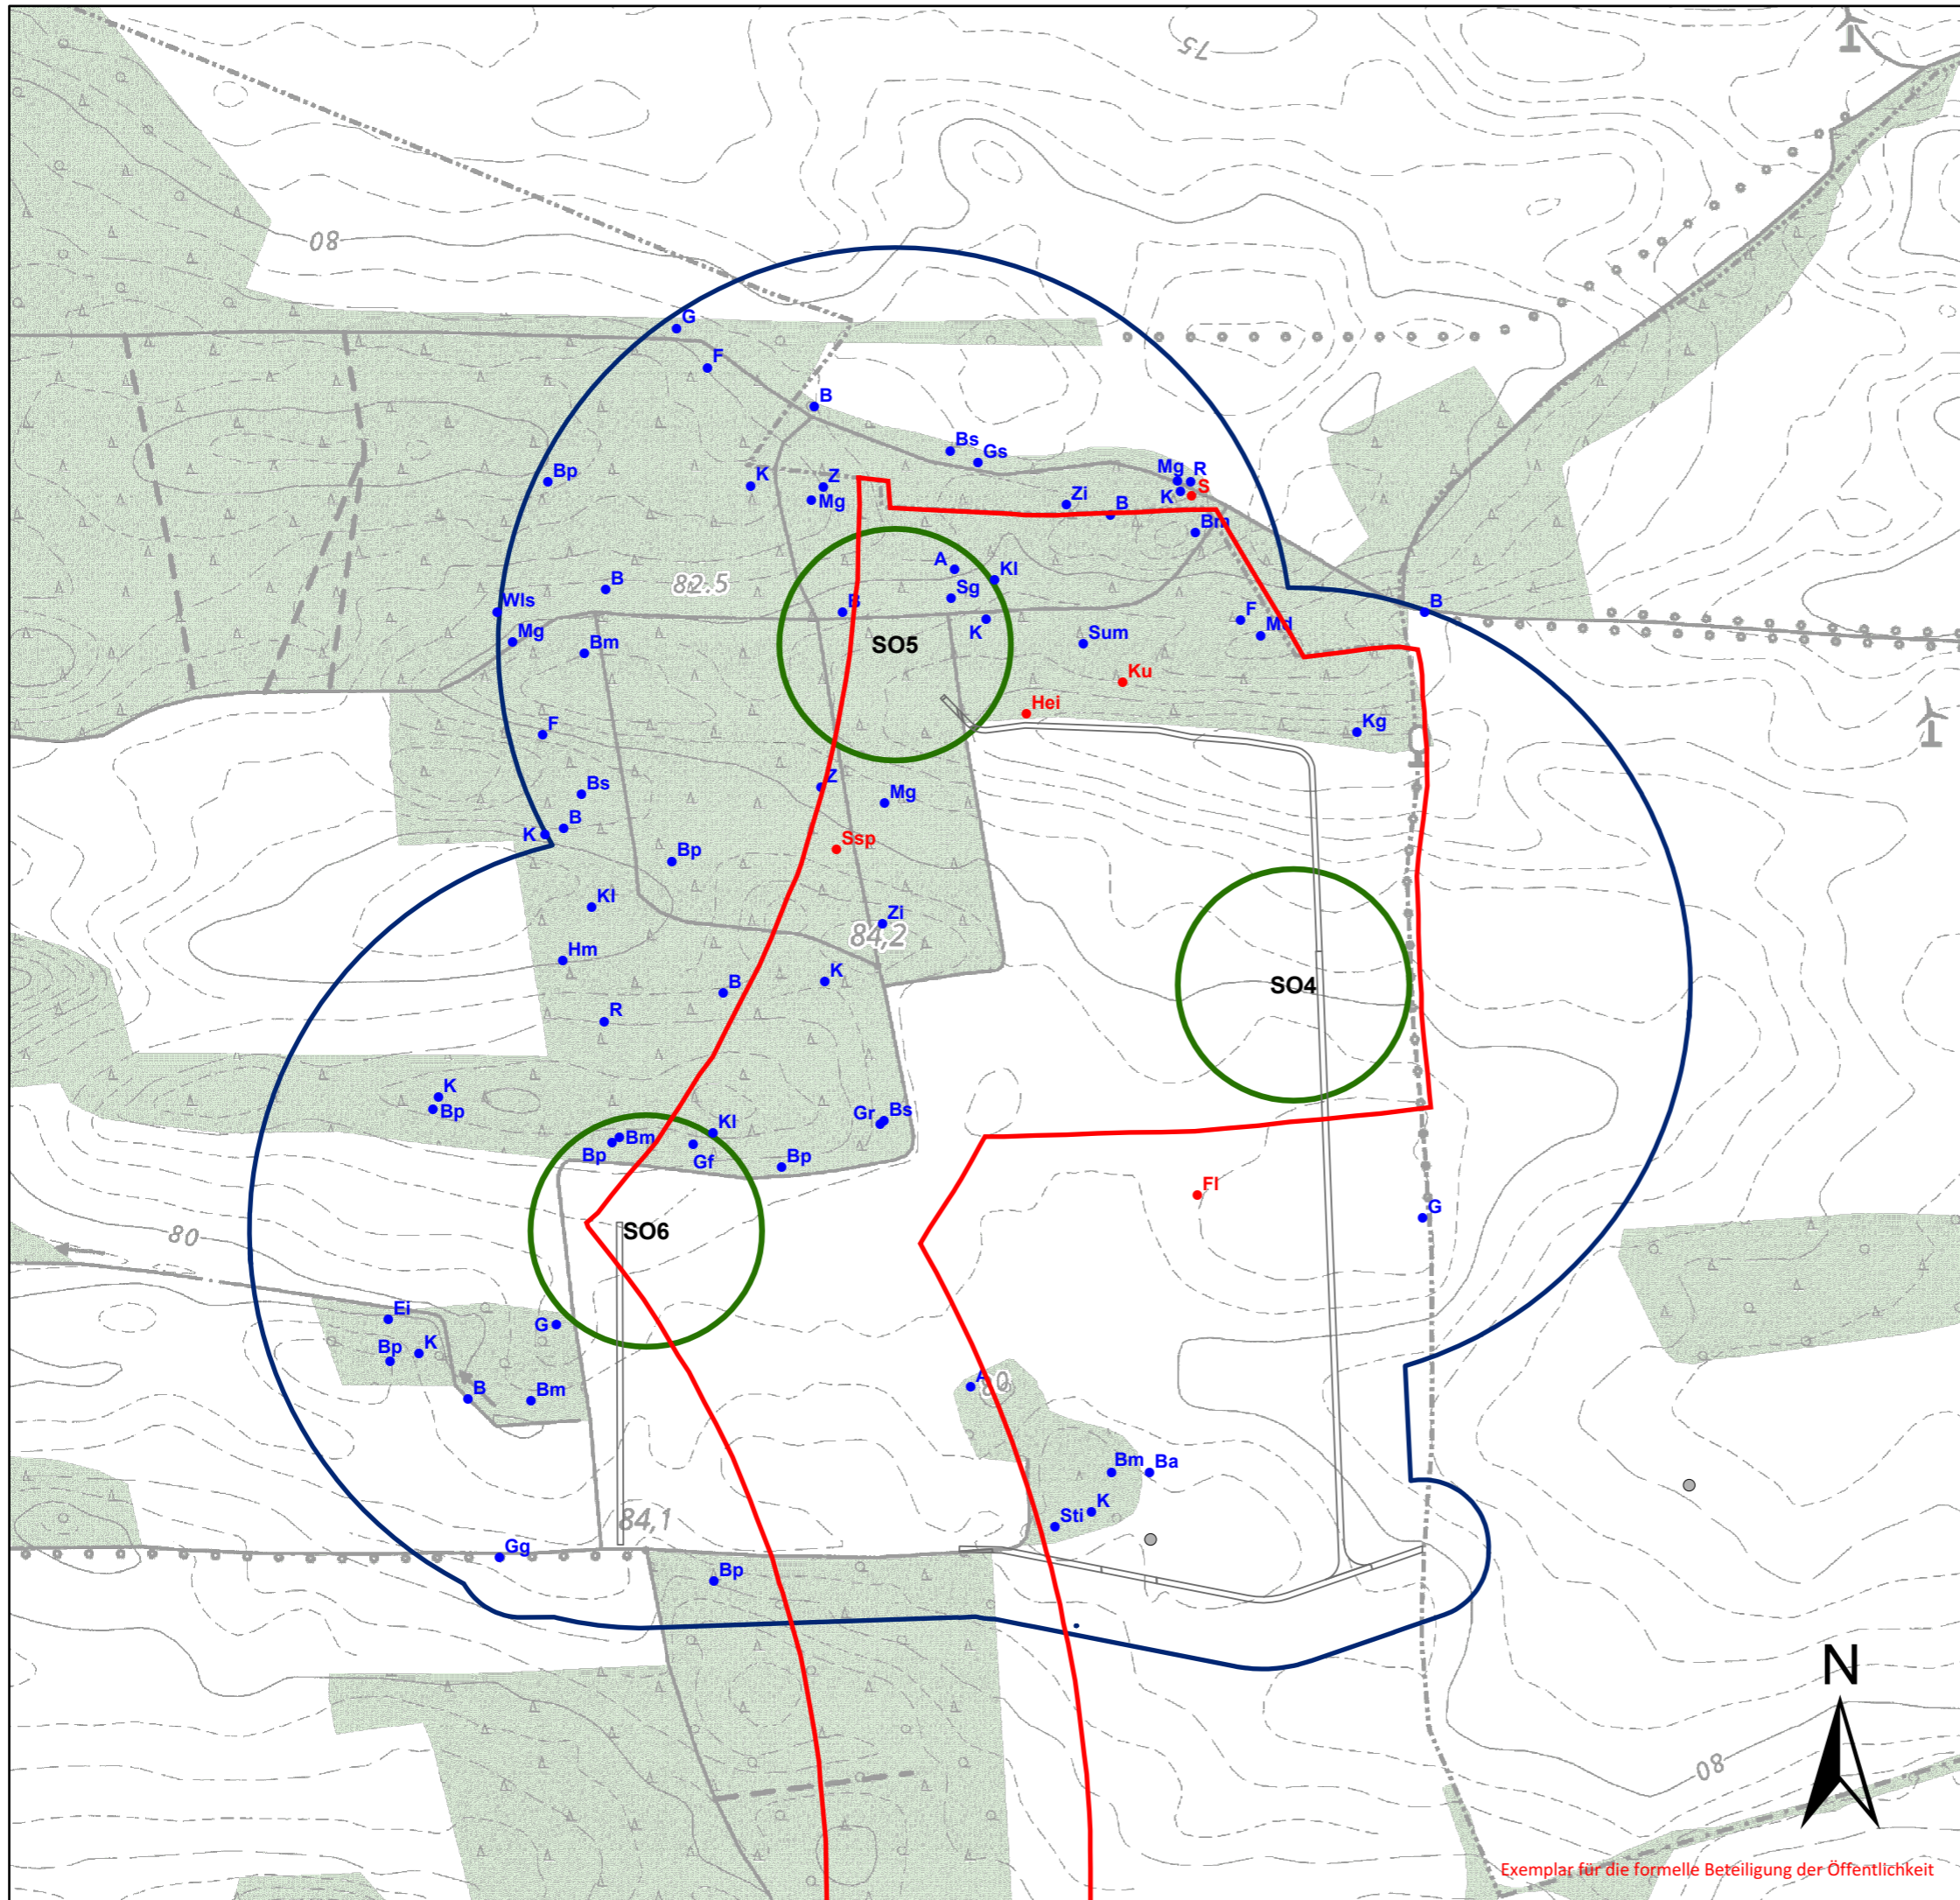 75
80
G
F
B
Bs
Gs
Bp
K
Z
Mg
Mg
R
K
S
Zi
B
Bm
A
Kl
Sg
B
82.5
Wls
B
SO5
K
F
B
Mg
Bm
Sum
Md
Ku
Hei
Kg
F
Z
Mg
Bs
B
K
Ssp
Bp
Kl
Zi
84,2
Hm
K
B
SO4
R
K
Bp
Gr
Bs
Kl
Bm
Bp
Gf
Bp
Fl
G
SO6
80
Ei
G
K
Bp
A
80
B
Bm
Bm
Ba
K
Sti
84,1
Gg
Bp
N
80
Exemplar für die formelle Beteiligung der Öffentlichkeit